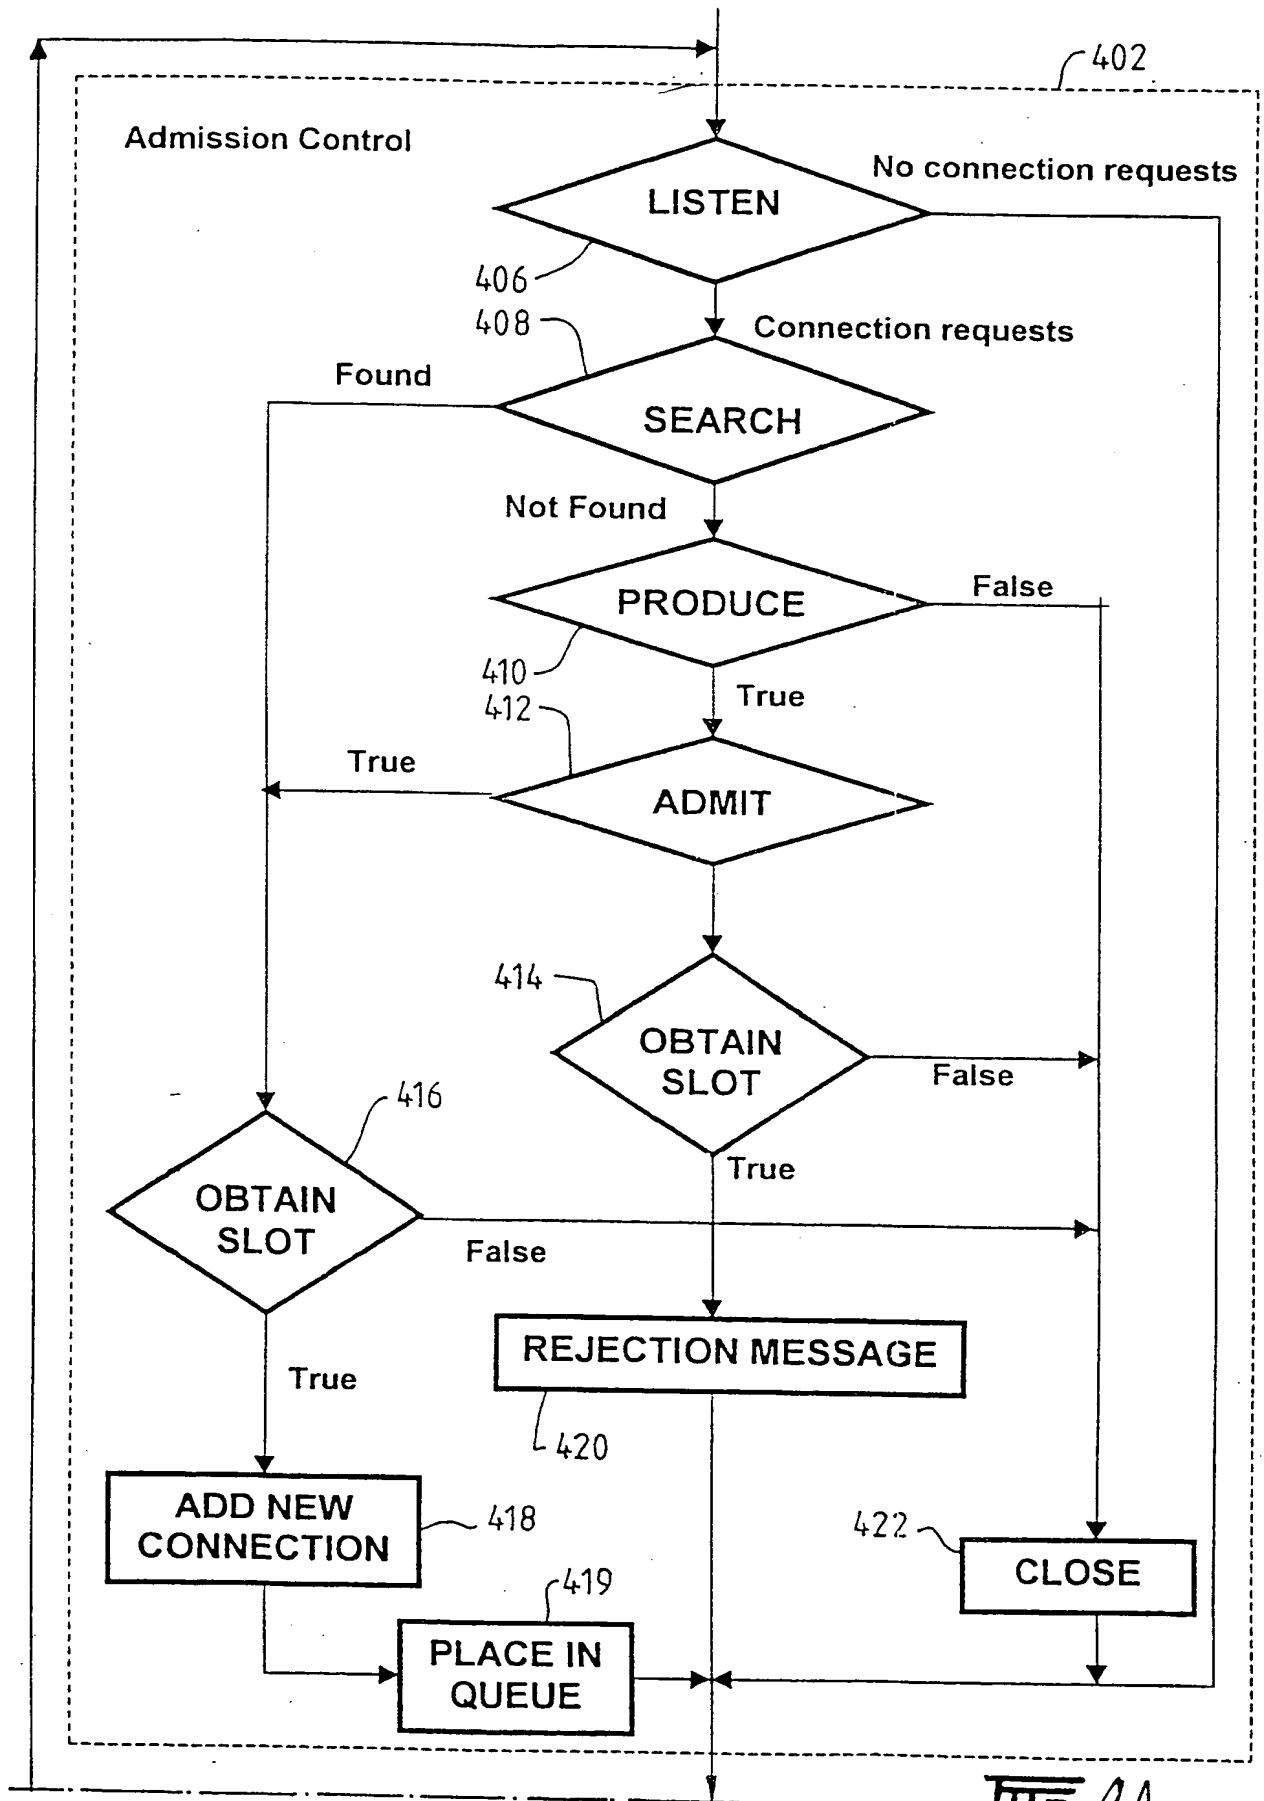 402
Admission Control
No connection requests
LISTEN
406
408
Connection requests
Found
SEARCH
Not Found
False
PRODUCE
410
True
412
True
ADMIT
414
OBTAIN
SLOT
False
416
True
OBTAIN
SLOT
False
REJECTION MESSAGE
True
420
ADD NEW
CONNECTION
418
422
CLOSE
419
PLACE IN
QUEUE